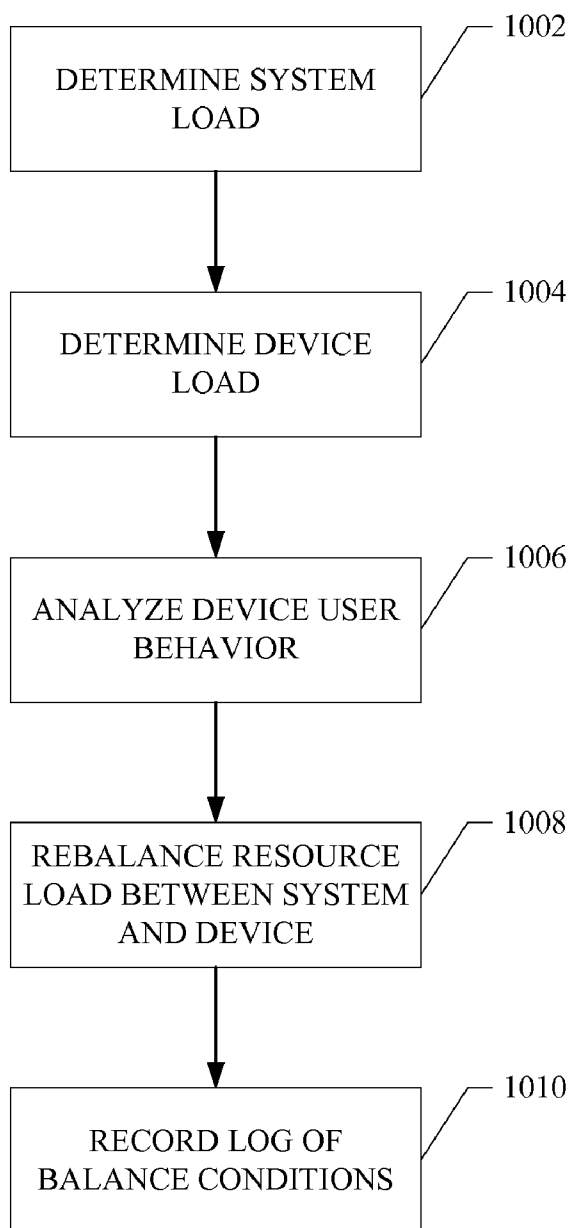 1002
DETERMINE SYSTEM
LOAD
1004
DETERMINE DEVICE
LOAD
1006
ANALYZE DEVICE USER
BEHAVIOR
1008
REBALANCE RESOURCE
LOAD BETWEEN SYSTEM
AND DEVICE
1010
RECORD LOG OF
BALANCE CONDITIONS